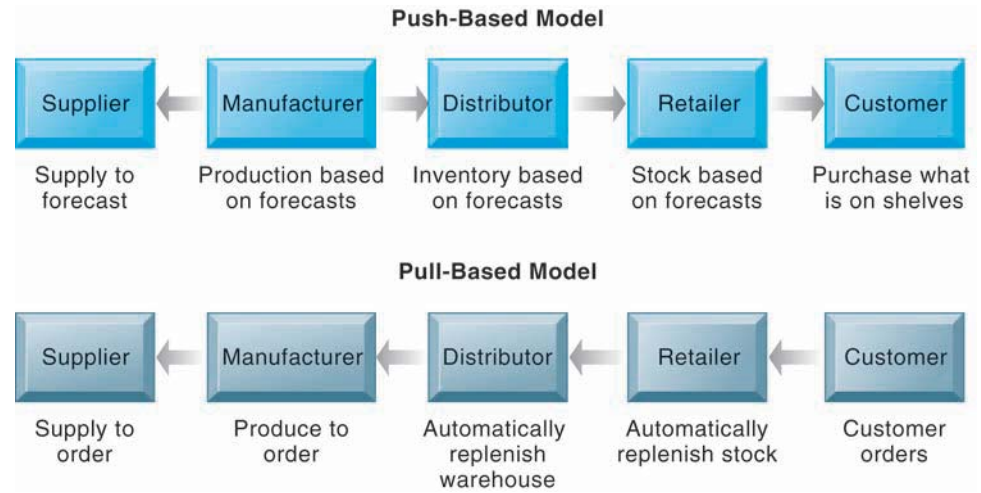 Push-Based Model
Supplier Manufacturer Distributor Retailer Customer
Supply to Production based Inventory based Stock based Purchase what
forecast on forecasts on forecasts on forecasts is on shelves
Pull-Based Model
Supplier Manufacturer Distributor Retailer Customer
Supply to Produce to Automatically Automatically Customer
order order replenish replenish stock orders
warehouse